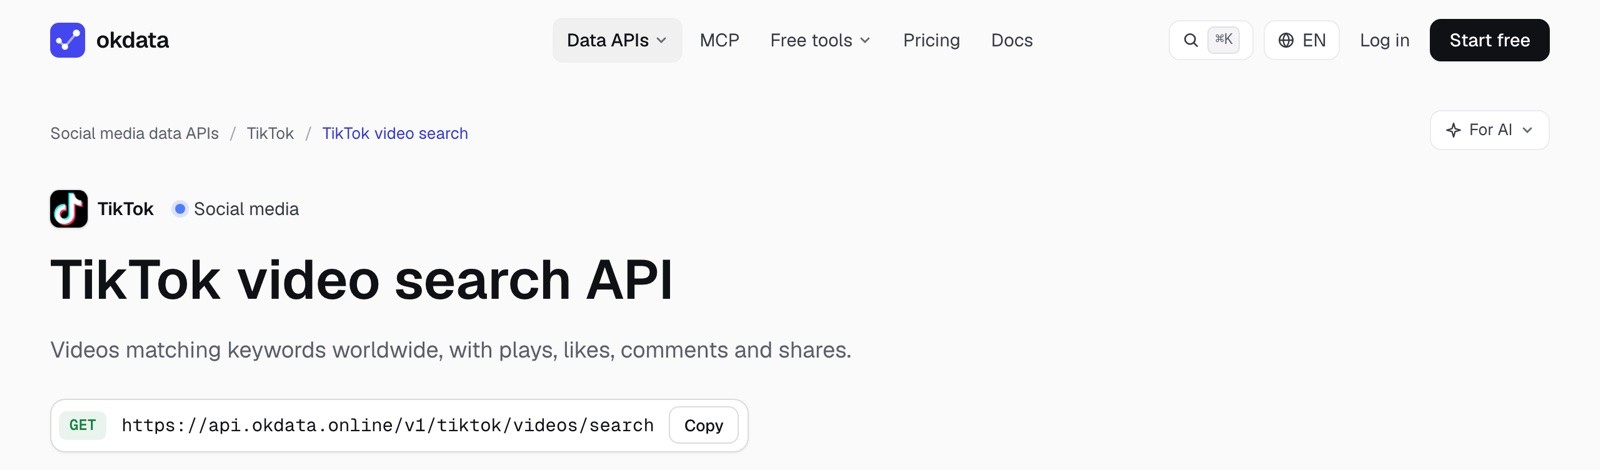 okdata
Data APIs MCP Free tools Pricing Docs
⌘K EN Log in Start free
Social media data APIs / TikTok / TikTok video search
For AI
TikTok Social media
TikTok video search API
Videos matching keywords worldwide, with plays, likes, comments and shares.
GET https://api.okdata.online/v1/tiktok/videos/search Copy